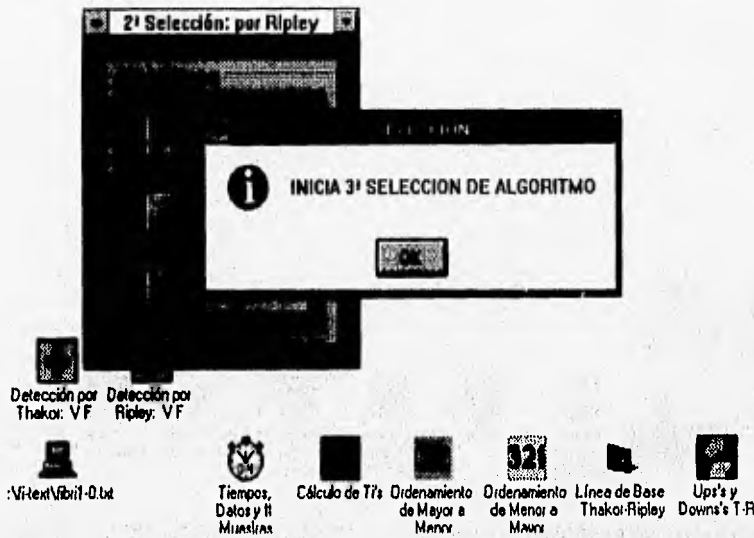 2ª Selección: por Ripley
INICIA 3ª SELECCION DE ALGORITMO
OK
Detección por
Thakor: VF
Detección por
Ripley: VF
Tiempos,
Datos y #
Muestras
Cálculo de Ti's
Ordenamiento
de Mayor a
Menor
321
Ordenamiento
de Menor a
Mayor
Línea de Base
Thakor-Ripley
Ups's y
Downs's T-R